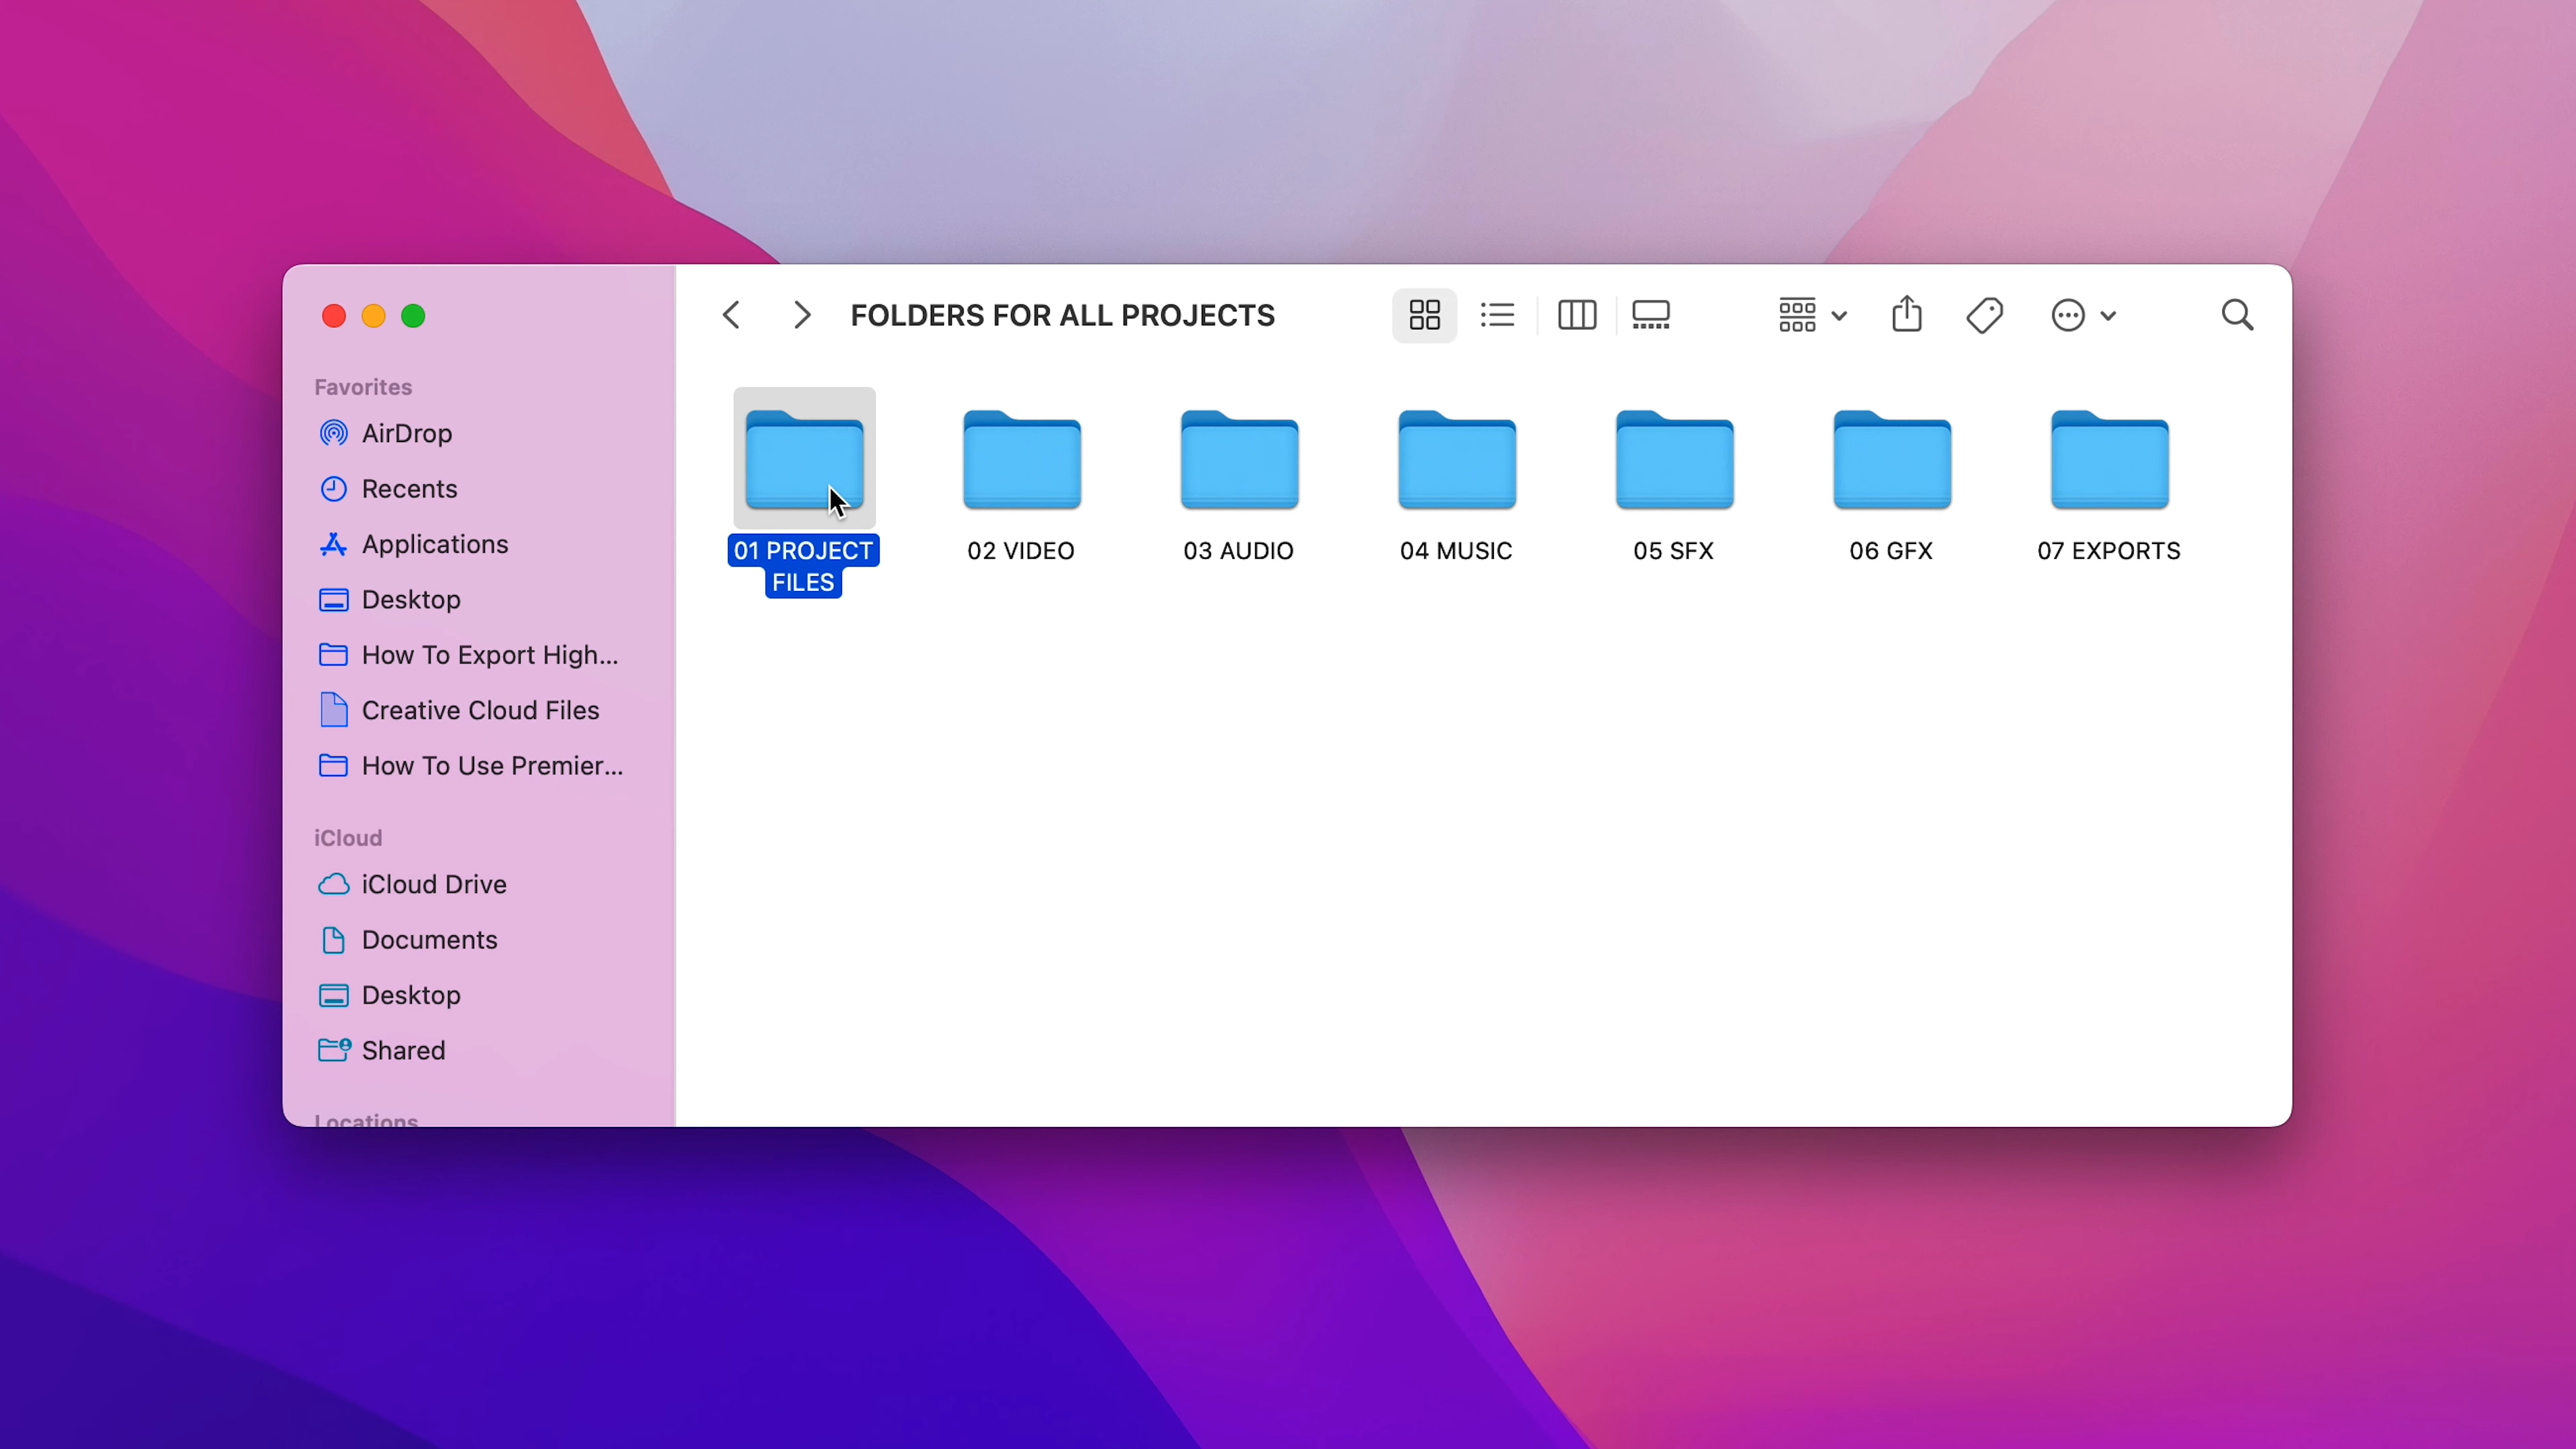 FOLDERS FOR ALL PROJECTS
Favorites
AirDrop
Recents
Applications
Desktop
How To Export High...
Creative Cloud Files
How To Use Premier...
iCloud
iCloud Drive
Documents
Desktop
Shared
Locations
01 PROJECT
FILES
02 VIDEO
03 AUDIO
04 MUSIC
05 SFX
06 GFX
07 EXPORTS